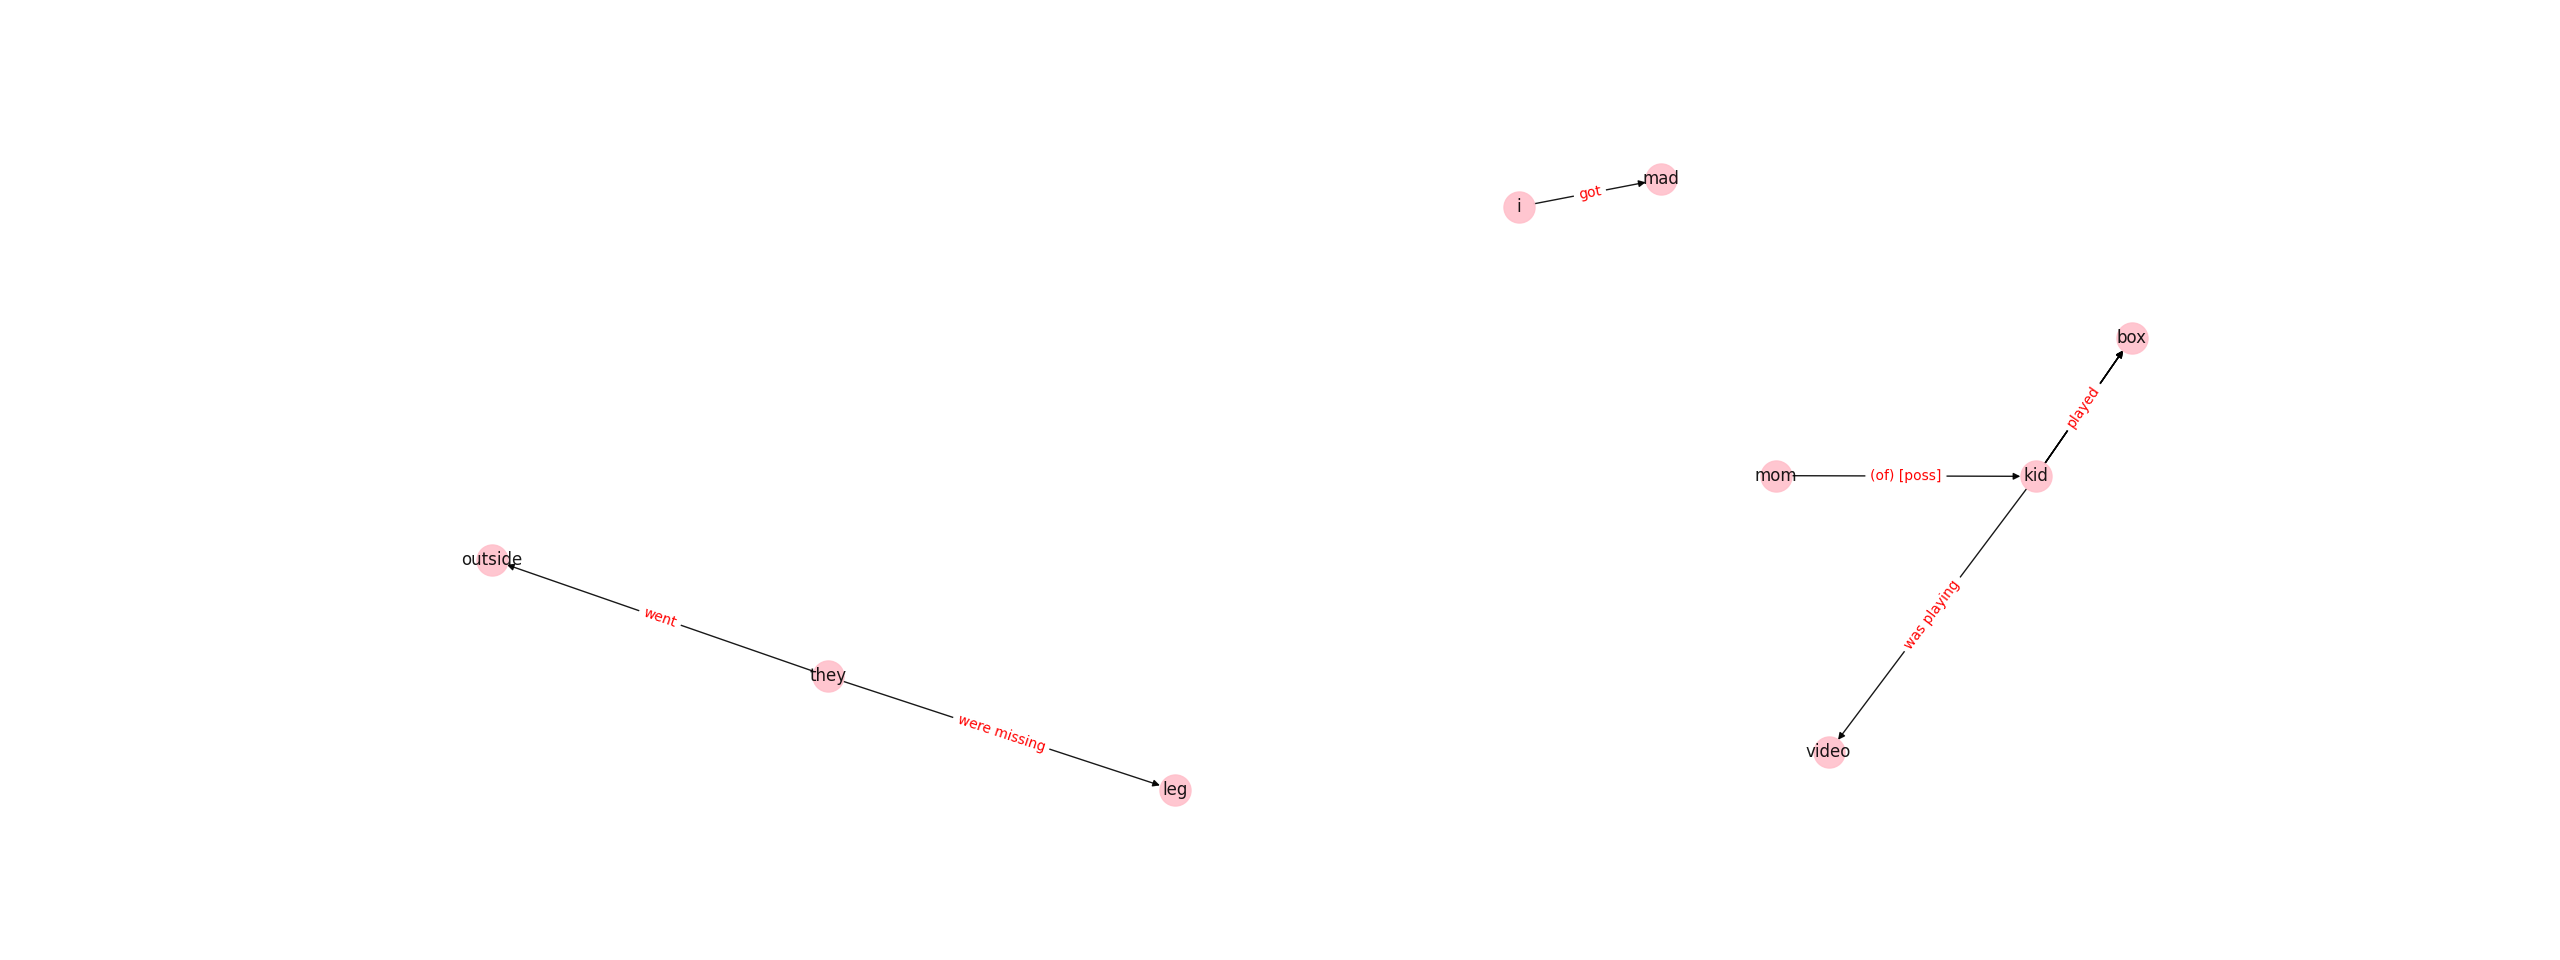 mad
i
got
box
played
mom
(of) [poss]
kid
outside
was playing
went
they
were missing
video
leg